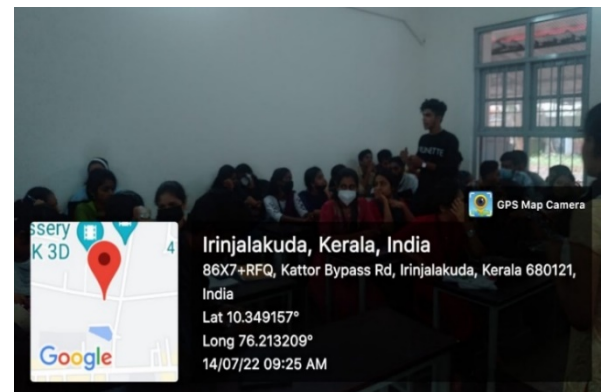 GPS Map Camera
ssery
K 3D
4
Google
Irinjalakuda, Kerala, India
86X7+RFQ, Kattor Bypass Rd, Irinjalakuda, Kerala 680121,
India
Lat 10.349157°
Long 76.213209°
14/07/22 09:25 AM